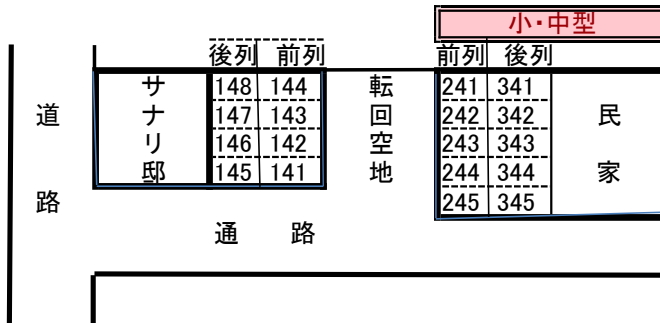 小・中型
後列 前列 前列 後列
サナリ邸 148 144 転回空地 241 341 民家
147 143 242 342
146 142 243 343
145 141 244 344
245 345
道路
通路